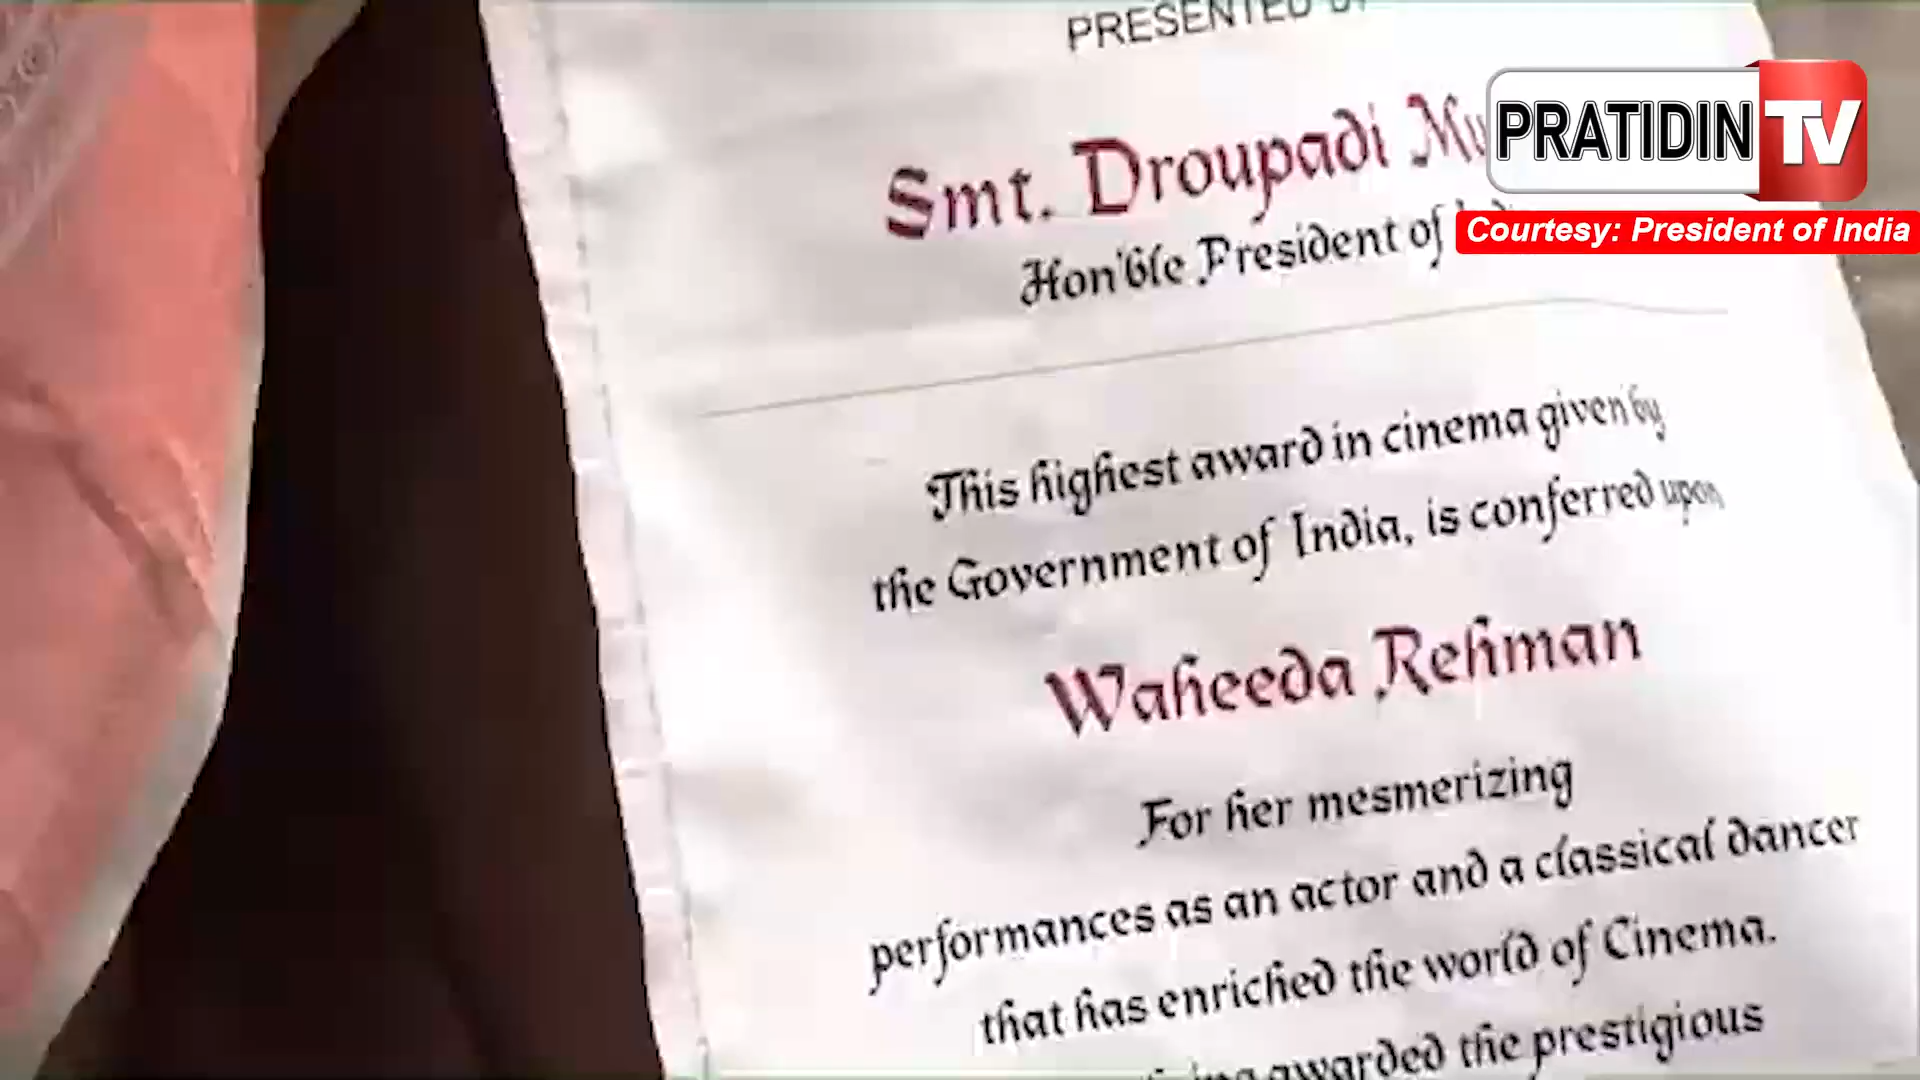 PRESENTED
Smt. Droupadi
Hon'ble President of
This highest award in cinema given by
the Government of India, is conferred upon
Waheeda Rehman
For her mesmerizing
performances as an actor and a classical dancer
that has enriched the world of Cinema.
awarded the prestigious
PRATIDIN TV
Courtesy: President of India